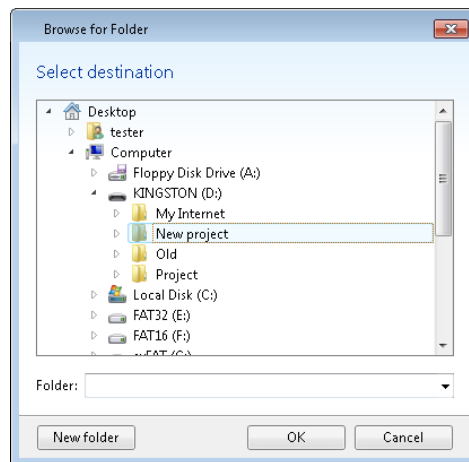 Browse for Folder
Select destination
Desktop
tester
Computer
Floppy Disk Drive (A:)
KINGSTON (D:)
My Internet
New project
Old
Project
Local Disk (C:)
FAT32 (E:)
FAT16 (F:)
Folder:
New folder
OK
Cancel